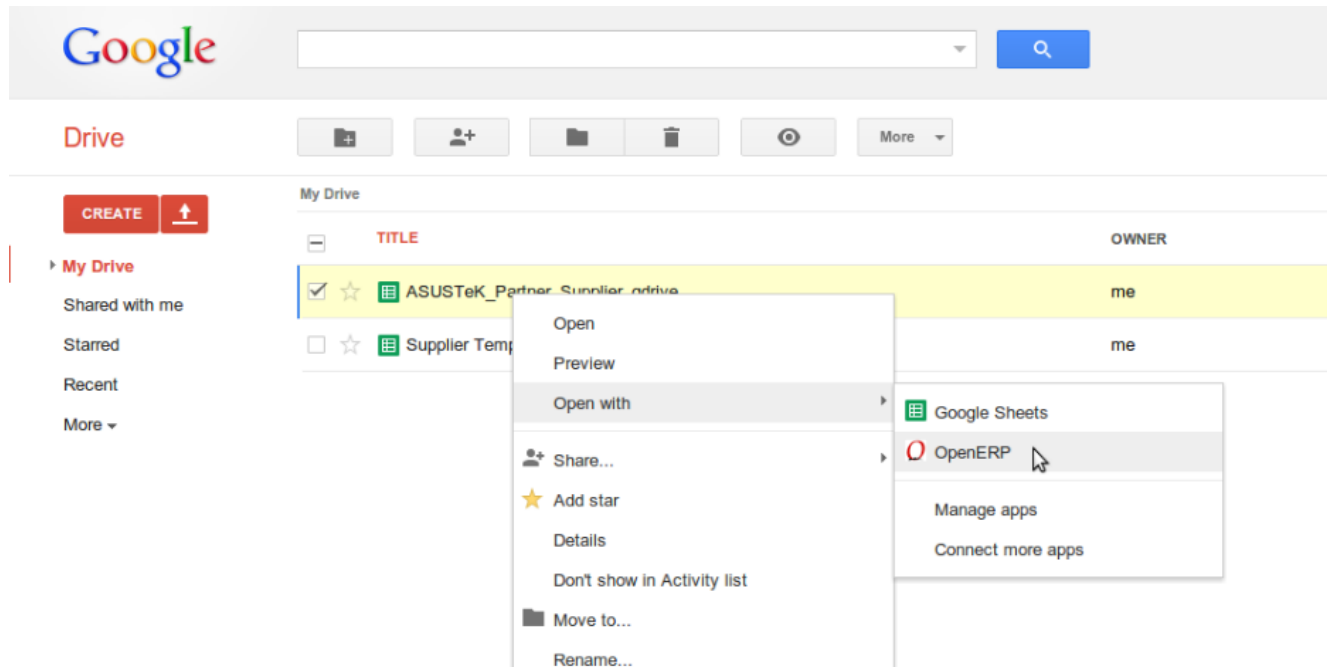 Google
Drive
More
CREATE
My Drive
Shared with me
Starred
Recent
More
My Drive
TITLE
OWNER
ASUSTeK_Partner_Supplier_gdrive
me
Supplier Temp
me
Open
Preview
Open with
Share...
Add star
Details
Don't show in Activity list
Move to...
Rename...
Google Sheets
OpenERP
Manage apps
Connect more apps